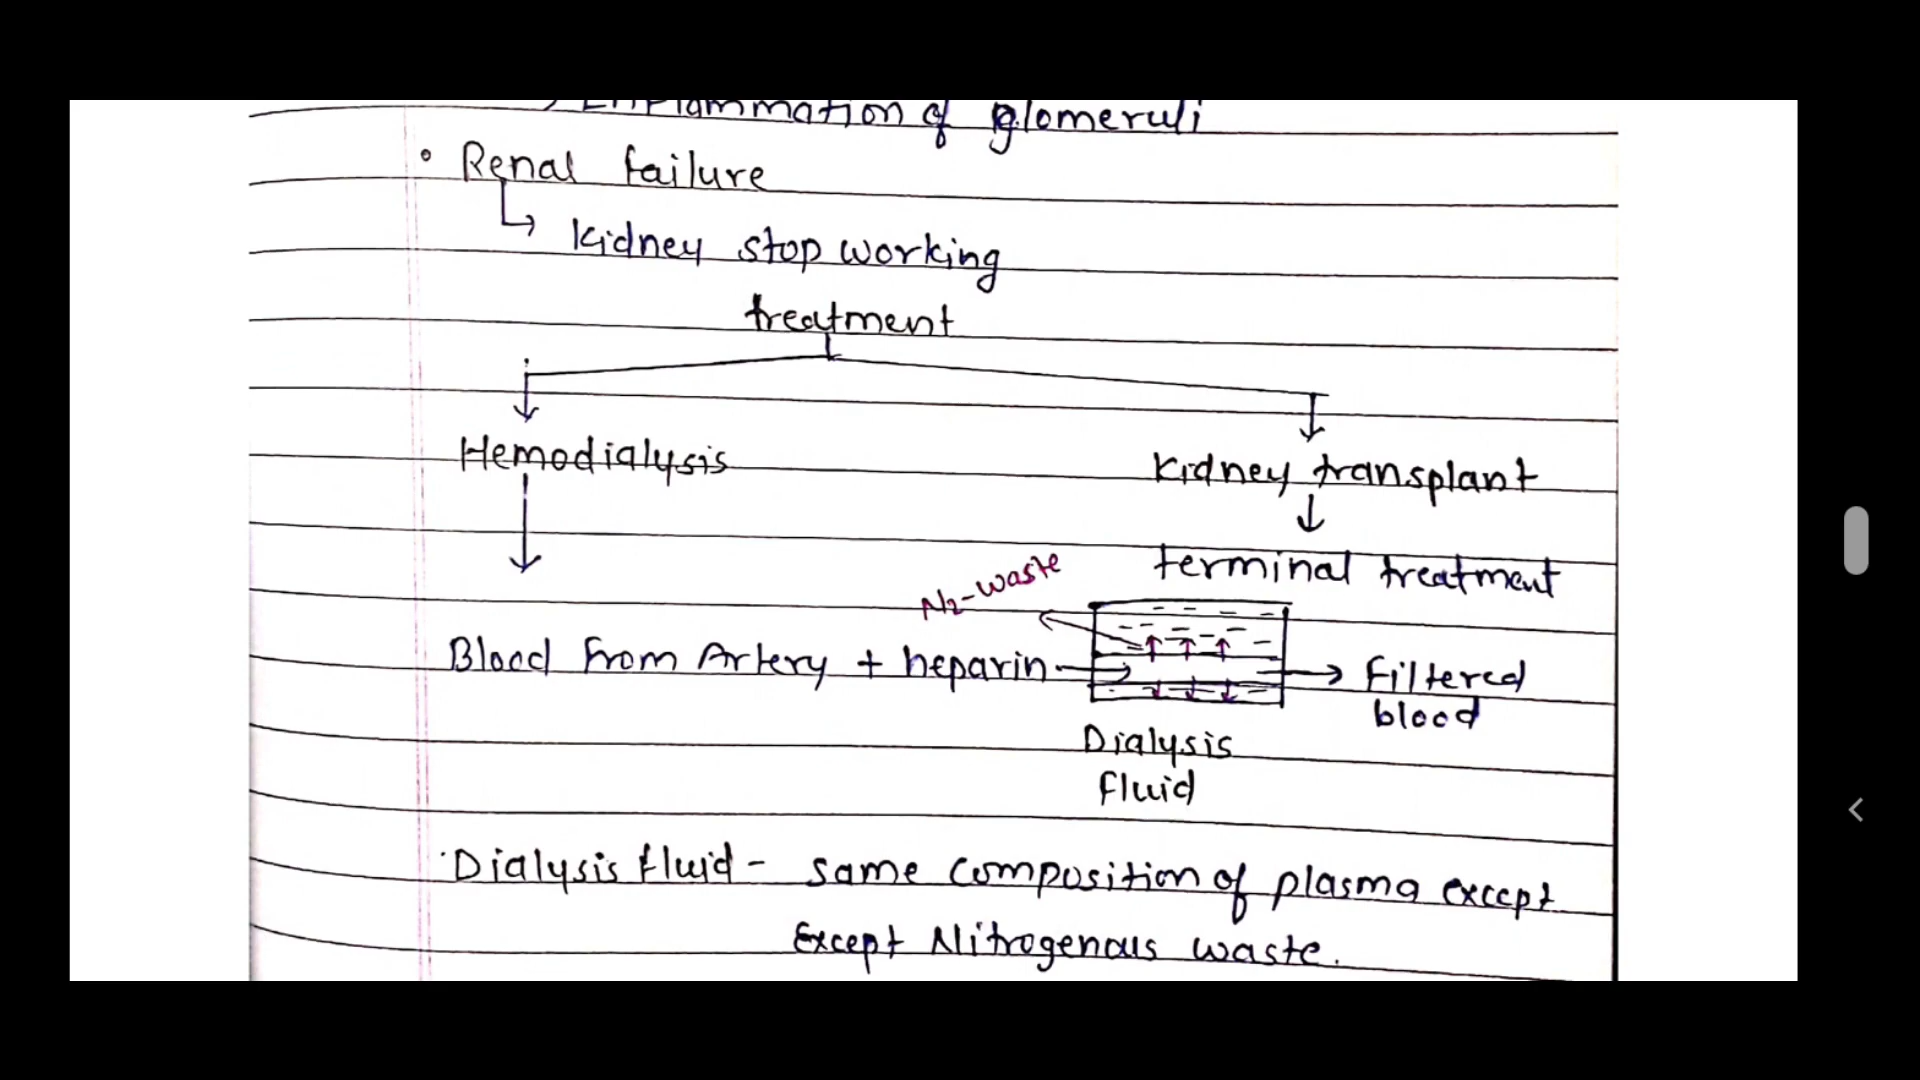 Inflammation of glomeruli
• Renal failure
↳ Kidney stop working
treatment
Hemodialysis
Kidney transplant
terminal treatment
N2-waste
Blood from Artery + heparin
Filtered
blood
Dialysis
fluid
Dialysis fluid - same composition of plasma except
Except Nitrogenous waste.